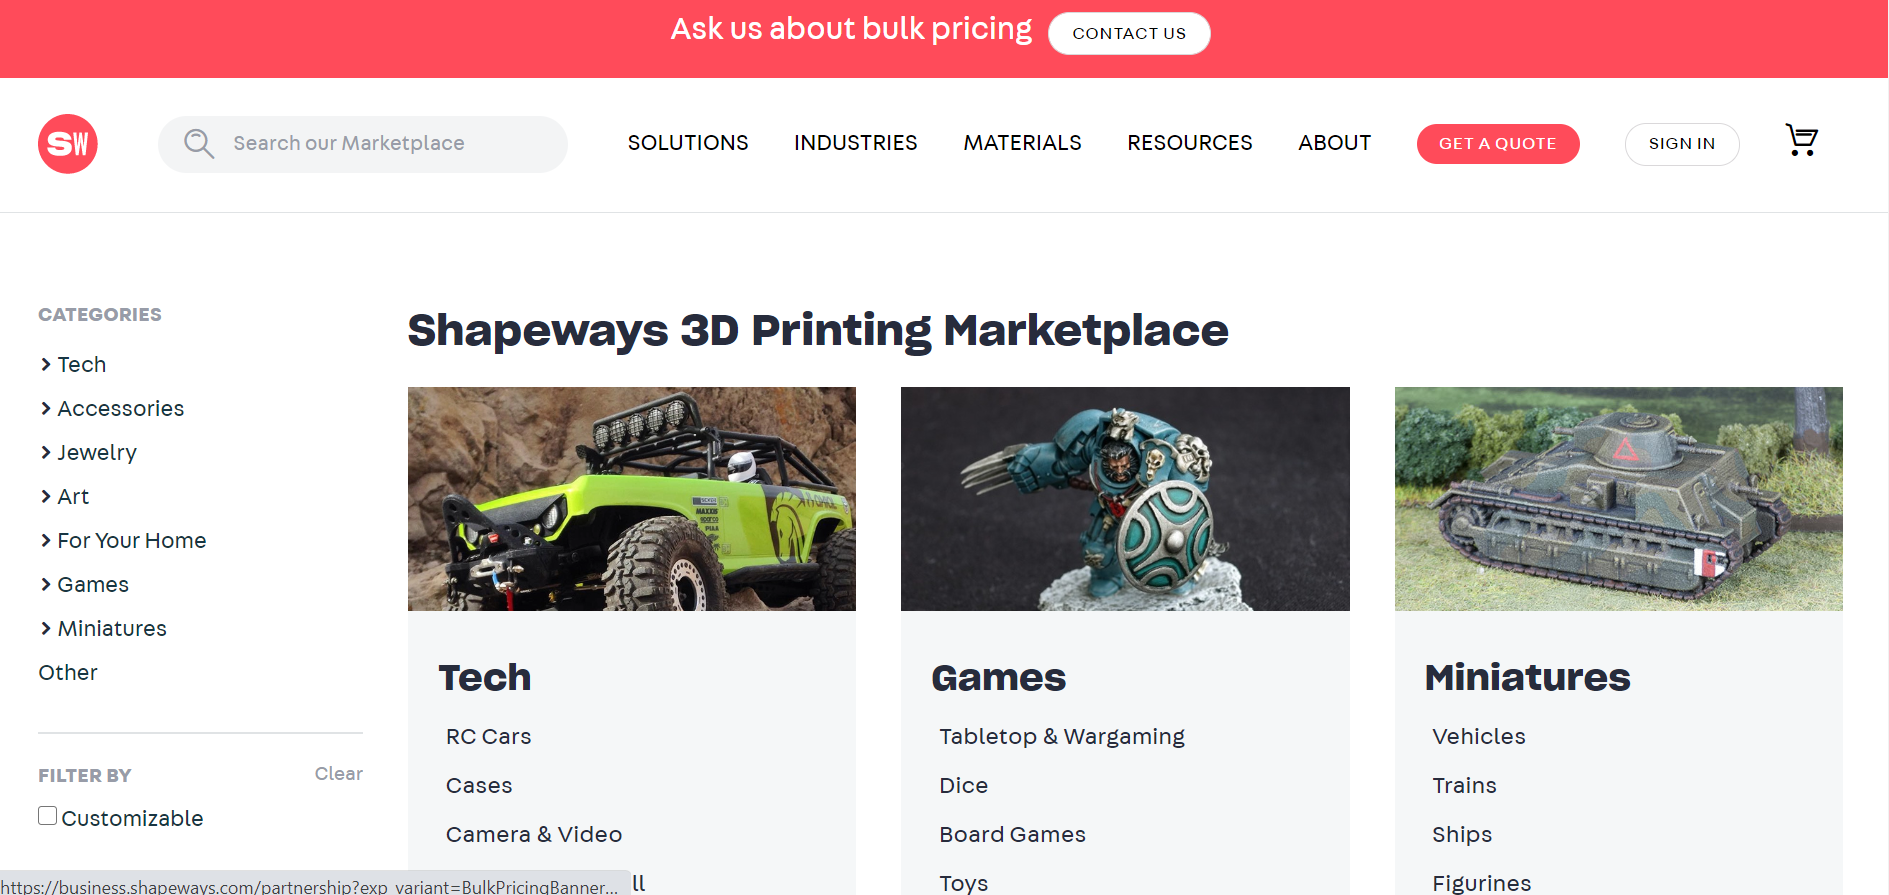 Ask us about bulk pricing CONTACT US
SW Search our Marketplace SOLUTIONS INDUSTRIES MATERIALS RESOURCES ABOUT GET A QUOTE SIGN IN
CATEGORIES
Tech
Accessories
Jewelry
Art
For Your Home
Games
Miniatures
Other
FILTER BY Clear
Customizable
Shapeways 3D Printing Marketplace
MAXXIS
PIAA
Tech
RC Cars
Cases
Camera & Video
ll
Games
Tabletop & Wargaming
Dice
Board Games
Toys
Miniatures
Vehicles
Trains
Ships
Figurines
https://business.shapeways.com/partnership?exp_variant=BulkPricingBanner...